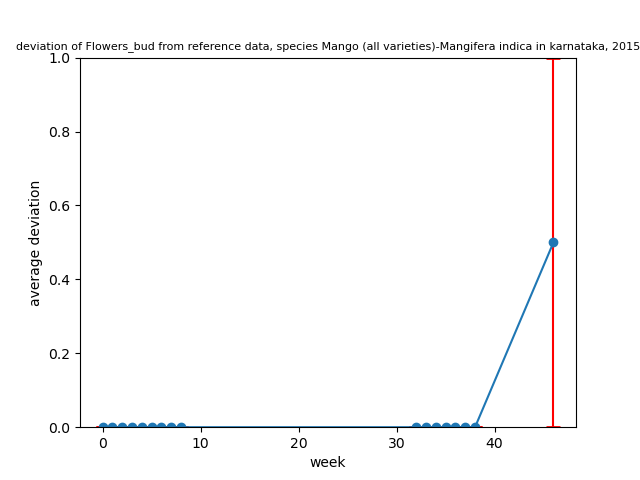 deviation of Flowers_bud from reference data, species Mango (all varieties)-Mangifera indica in karnataka, 2015
1.0
0.8
0.6
0.4
0.2
0.0
average deviation
0 10 20 30 40
week